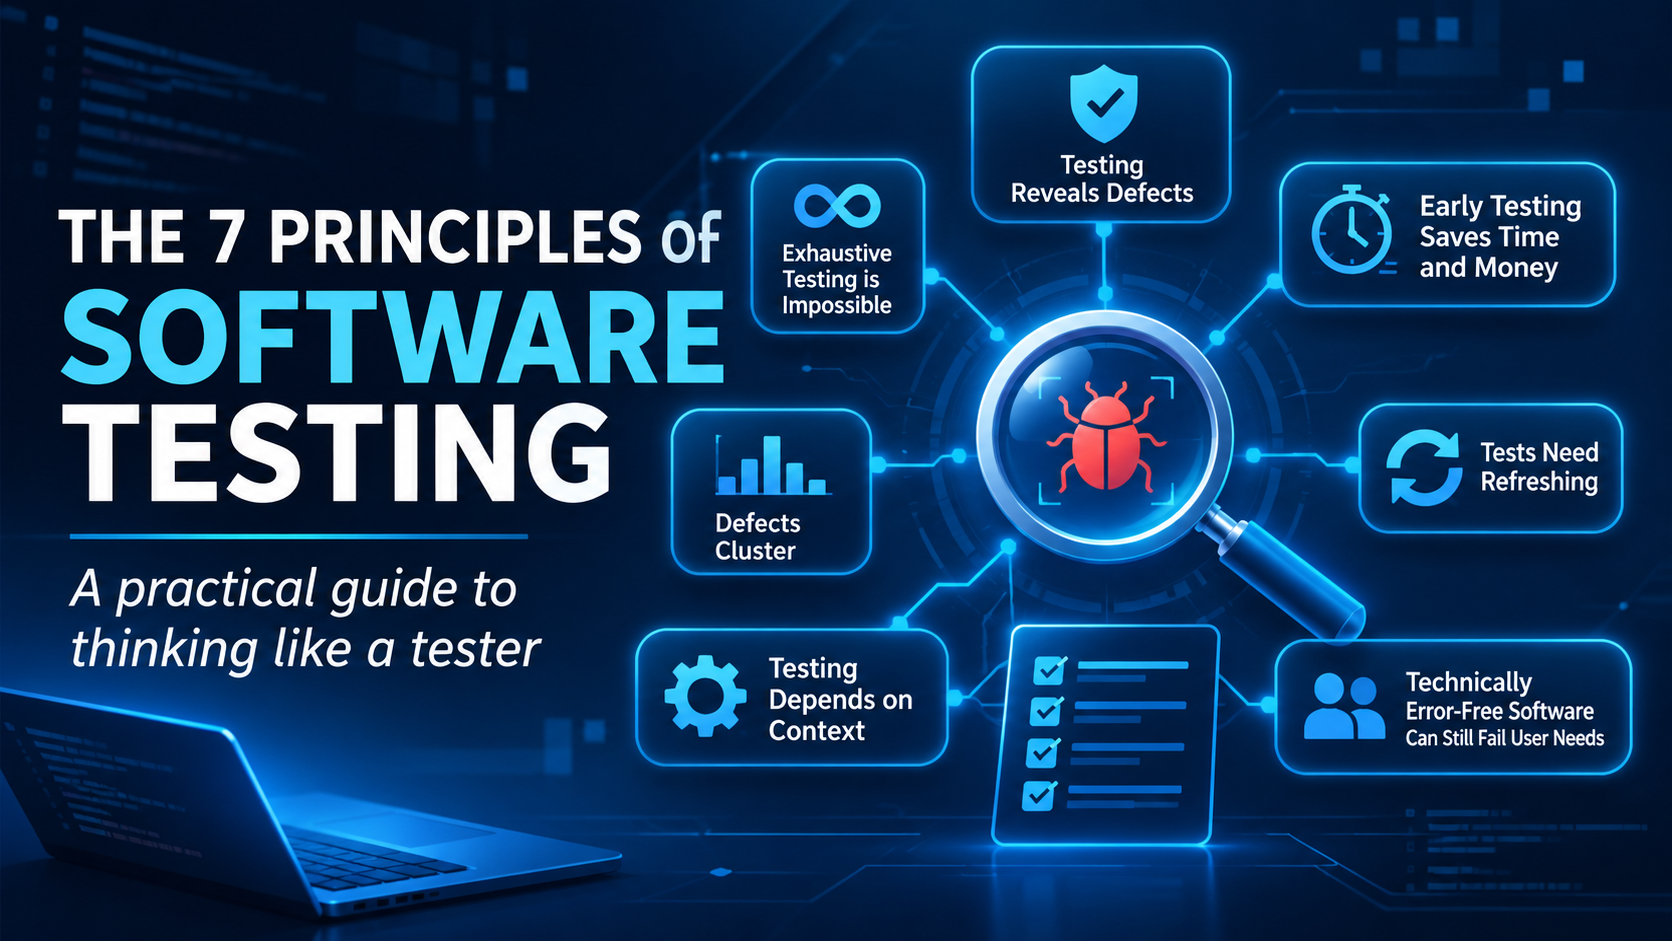 THE 7 PRINCIPLES of
SOFTWARE
TESTING
A practical guide to
thinking like a tester
Testing
Reveals Defects
Exhaustive
Testing is
Impossible
Early Testing
Saves Time
and Money
Defects
Cluster
Tests Need
Refreshing
Testing
Depends on
Context
Technically
Error-Free Software
Can Still Fail User Needs